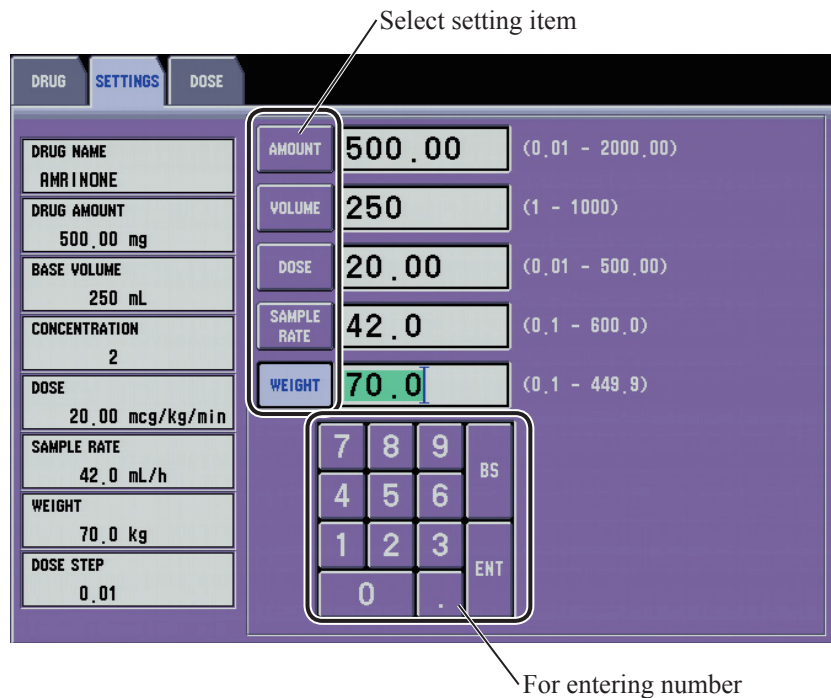 Select setting item
DRUG SETTINGS DOSE
DRUG NAME
AMRINONE
DRUG AMOUNT
500.00 mg
BASE VOLUME
250 mL
CONCENTRATION
2
DOSE
20.00 mcg/kg/min
SAMPLE RATE
42.0 mL/h
WEIGHT
70.0 kg
DOSE STEP
0.01
AMOUNT 500.00 (0.01 - 2000.00)
VOLUME 250 (1 - 1000)
DOSE 20.00 (0.01 - 500.00)
SAMPLE
RATE 42.0 (0.1 - 600.0)
WEIGHT 70.0 (0.1 - 449.9)
7 8 9 BS
4 5 6
1 2 3 ENT
0 .
For entering number